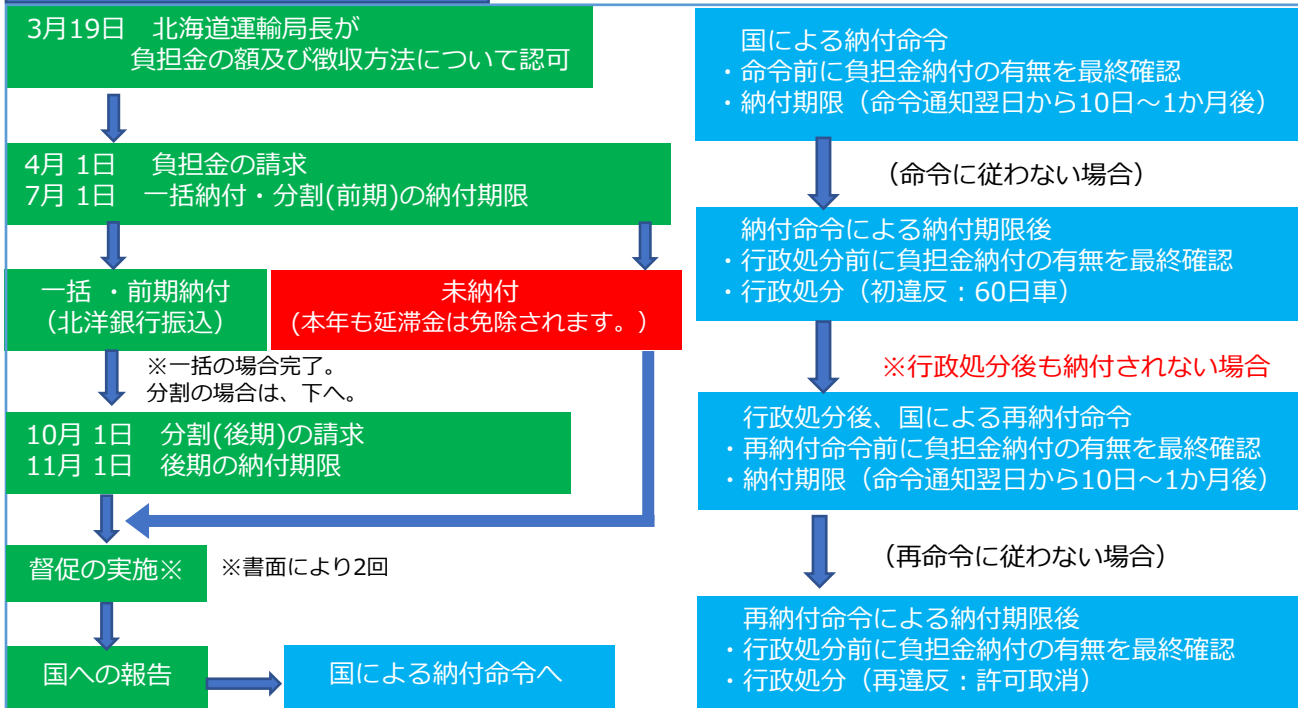 3月19日　北海道運輸局長が
負担金の額及び徴収方法について認可
4月 1日　負担金の請求
7月 1日　一括納付・分割(前期)の納付期限
一括 ・前期納付
（北洋銀行振込）
未納付
(本年も延滞金は免除されます。）
※一括の場合完了。
分割の場合は、下へ。
10月 1日　分割(後期)の請求
11月 1日　後期の納付期限
督促の実施※
※書面により2回
国への報告
国による納付命令へ
国による納付命令
・命令前に負担金納付の有無を最終確認
・納付期限（命令通知翌日から10日～1か月後）
（命令に従わない場合）
納付命令による納付期限後
・行政処分前に負担金納付の有無を最終確認
・行政処分（初違反：60日車）
※行政処分後も納付されない場合
行政処分後、国による再納付命令
・再納付命令前に負担金納付の有無を最終確認
・納付期限（命令通知翌日から10日～1か月後）
（再命令に従わない場合）
再納付命令による納付期限後
・行政処分前に負担金納付の有無を最終確認
・行政処分（再違反：許可取消）